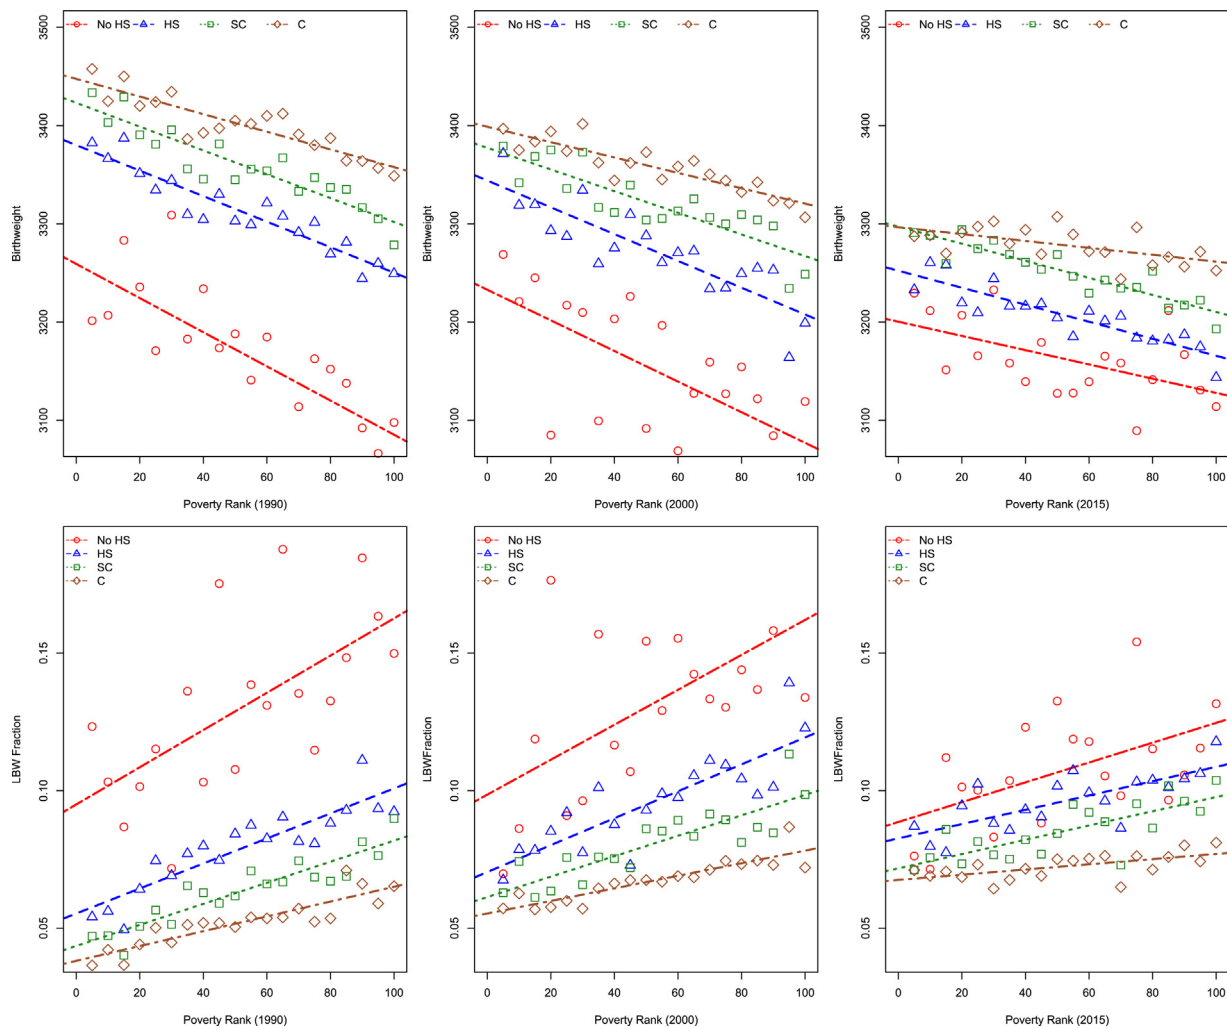 No HS HS SC C
3500
3400
3300
3200
3100
Birthweight
0 20 40 60 80 100
Poverty Rank (1990)
No HS HS SC C
3500
3400
3300
3200
3100
Birthweight
0 20 40 60 80 100
Poverty Rank (2000)
No HS HS SC C
3500
3400
3300
3200
3100
Birthweight
0 20 40 60 80 100
Poverty Rank (2015)
No HS
HS
SC
C
0.15
0.10
0.05
LBW Fraction
0 20 40 60 80 100
Poverty Rank (1990)
No HS
HS
SC
C
0.15
0.10
0.05
LBWFraction
0 20 40 60 80 100
Poverty Rank (2000)
No HS
HS
SC
C
0.15
0.10
0.05
LBWFraction
0 20 40 60 80 100
Poverty Rank (2015)